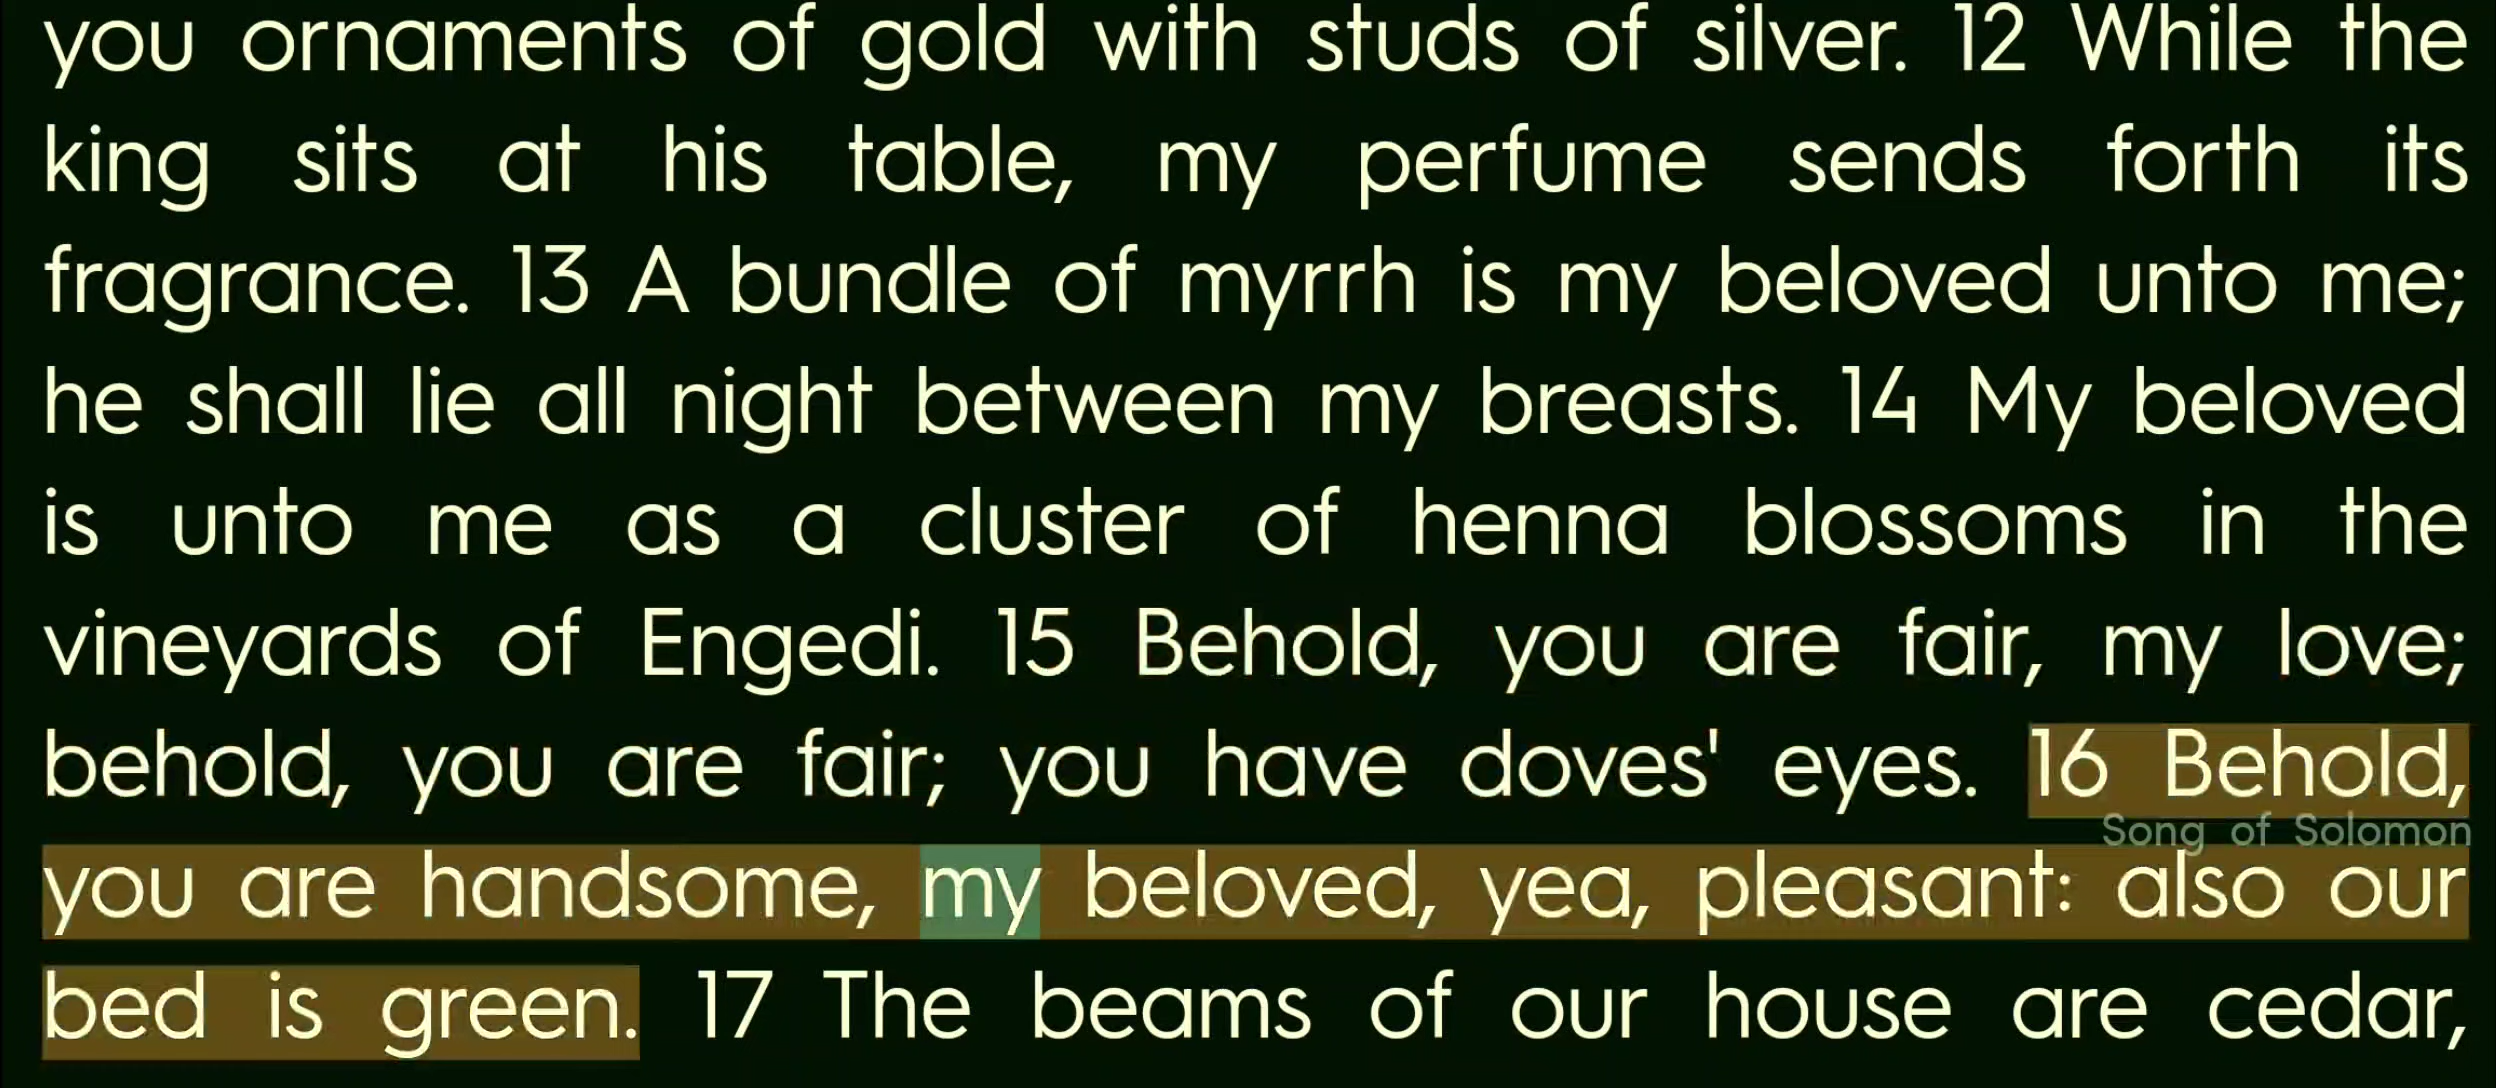 you ornaments of gold with studs of silver. 12 While the
king sits at his table, my perfume sends forth its
fragrance. 13 A bundle of myrrh is my beloved unto me;
he shall lie all night between my breasts. 14 My beloved
is unto me as a cluster of henna blossoms in the
vineyards of Engedi. 15 Behold, you are fair, my love;
behold, you are fair; you have doves' eyes. 16 Behold,
Song of Solomon
you are handsome, my beloved, yea, pleasant: also our
bed is green. 17 The beams of our house are cedar,